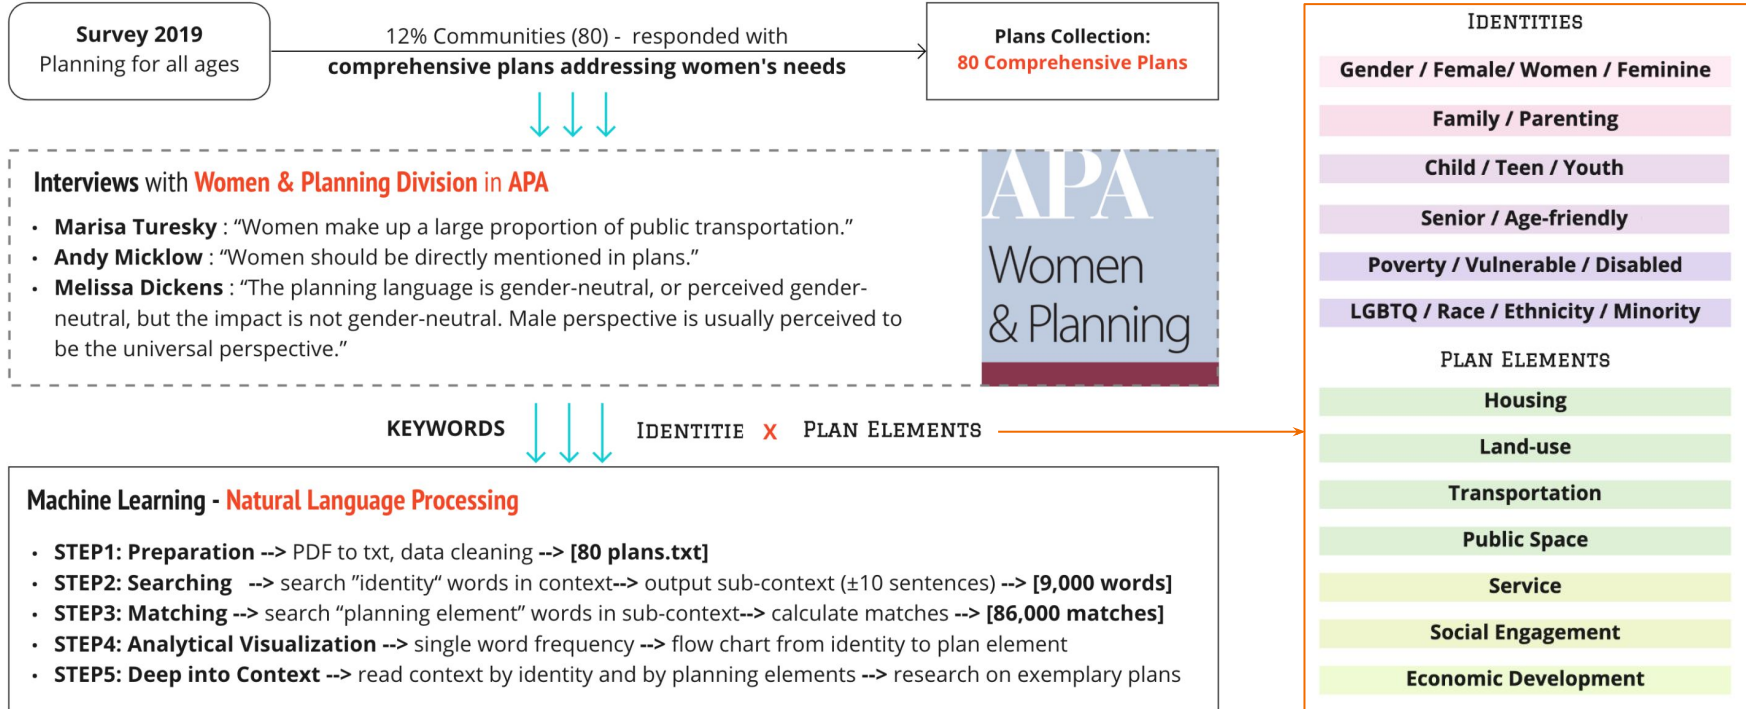 Survey 2019
Planning for all ages
12% Communities (80) - responded with
comprehensive plans addressing women's needs
Plans Collection:
80 Comprehensive Plans
Interviews with Women & Planning Division in APA
• Marisa Turesky : “Women make up a large proportion of public transportation.”
• Andy Micklow : “Women should be directly mentioned in plans.”
• Melissa Dickens : “The planning language is gender-neutral, or perceived gender-
neutral, but the impact is not gender-neutral. Male perspective is usually perceived to
be the universal perspective.”
APA
Women
& Planning
KEYWORDS
IDENTITIE X PLAN ELEMENTS
Machine Learning - Natural Language Processing
• STEP1: Preparation --> PDF to txt, data cleaning --> [80 plans.txt]
• STEP2: Searching --> search ”identity“ words in context--> output sub-context (±10 sentences) --> [9,000 words]
• STEP3: Matching --> search “planning element” words in sub-context--> calculate matches --> [86,000 matches]
• STEP4: Analytical Visualization --> single word frequency --> flow chart from identity to plan element
• STEP5: Deep into Context --> read context by identity and by planning elements --> research on exemplary plans
IDENTITIES
Gender / Female/ Women / Feminine
Family / Parenting
Child / Teen / Youth
Senior / Age-friendly
Poverty / Vulnerable / Disabled
LGBTQ / Race / Ethnicity / Minority
PLAN ELEMENTS
Housing
Land-use
Transportation
Public Space
Service
Social Engagement
Economic Development